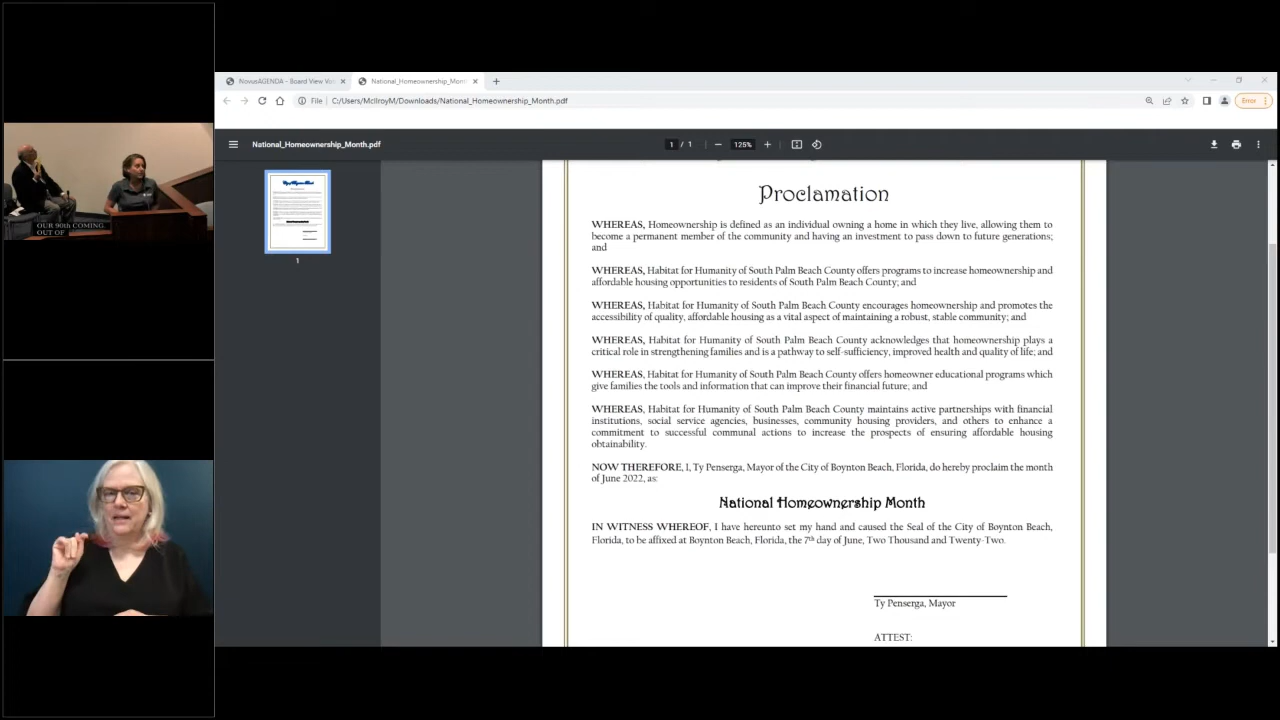 NovusAGENDA - Board View Vot
National_Homeownership_Mon
File
C:/Users/McIlroyM/Downloads/National_Homeownership_Month.pdf
Error
National_Homeownership_Month.pdf
1 / 1
125%
1
Proclamation
WHEREAS, Homeownership is defined as an individual owning a home in which they live, allowing them to
become a permanent member of the community and having an investment to pass down to future generations;
and
WHEREAS, Habitat for Humanity of South Palm Beach County offers programs to increase homeownership and
affordable housing opportunities to residents of South Palm Beach County; and
WHEREAS, Habitat for Humanity of South Palm Beach County encourages homeownership and promotes the
accessibility of quality, affordable housing as a vital aspect of maintaining a robust, stable community; and
WHEREAS, Habitat for Humanity of South Palm Beach County acknowledges that homeownership plays a
critical role in strengthening families and is a pathway to self-sufficiency, improved health and quality of life; and
WHEREAS, Habitat for Humanity of South Palm Beach County offers homeowner educational programs which
give families the tools and information that can improve their financial future; and
WHEREAS, Habitat for Humanity of South Palm Beach County maintains active partnerships with financial
institutions, social service agencies, businesses, community housing providers, and others to enhance a
commitment to successful communal actions to increase the prospects of ensuring affordable housing
obtainability.
NOW THEREFORE, I, Ty Penserga, Mayor of the City of Boynton Beach, Florida, do hereby proclaim the month
of June 2022, as:
National Homeownership Month
IN WITNESS WHEREOF, I have hereunto set my hand and caused the Seal of the City of Boynton Beach,
Florida, to be affixed at Boynton Beach, Florida, the 7th day of June, Two Thousand and Twenty-Two.
Ty Penserga, Mayor
ATTEST:
OUR 90th COMING.
OUT OF